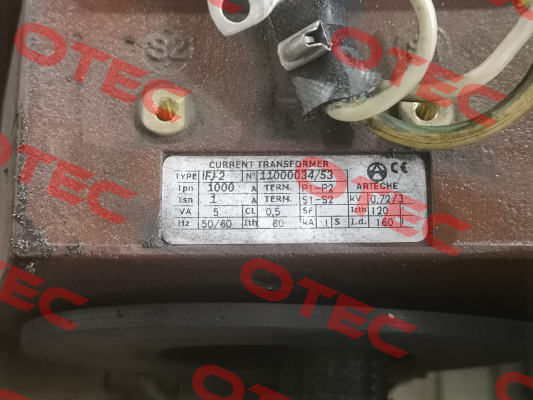 S2
CURRENT TRANSFORMER
TYPE IFJ-2 Nº 11000034/53 CE
Ipn 1000 A TERM. P1-P2 ARTECHE
Isn 1 A TERM. S1-S2 kV 0,72/3
VA 5 CL 0,5 SF Icth 120
Hz 50/60 Ith 60 kA 1 S I.d. 160
OTEC
OTEC
OTEC
OTEC
OTEC
OTEC
OTEC